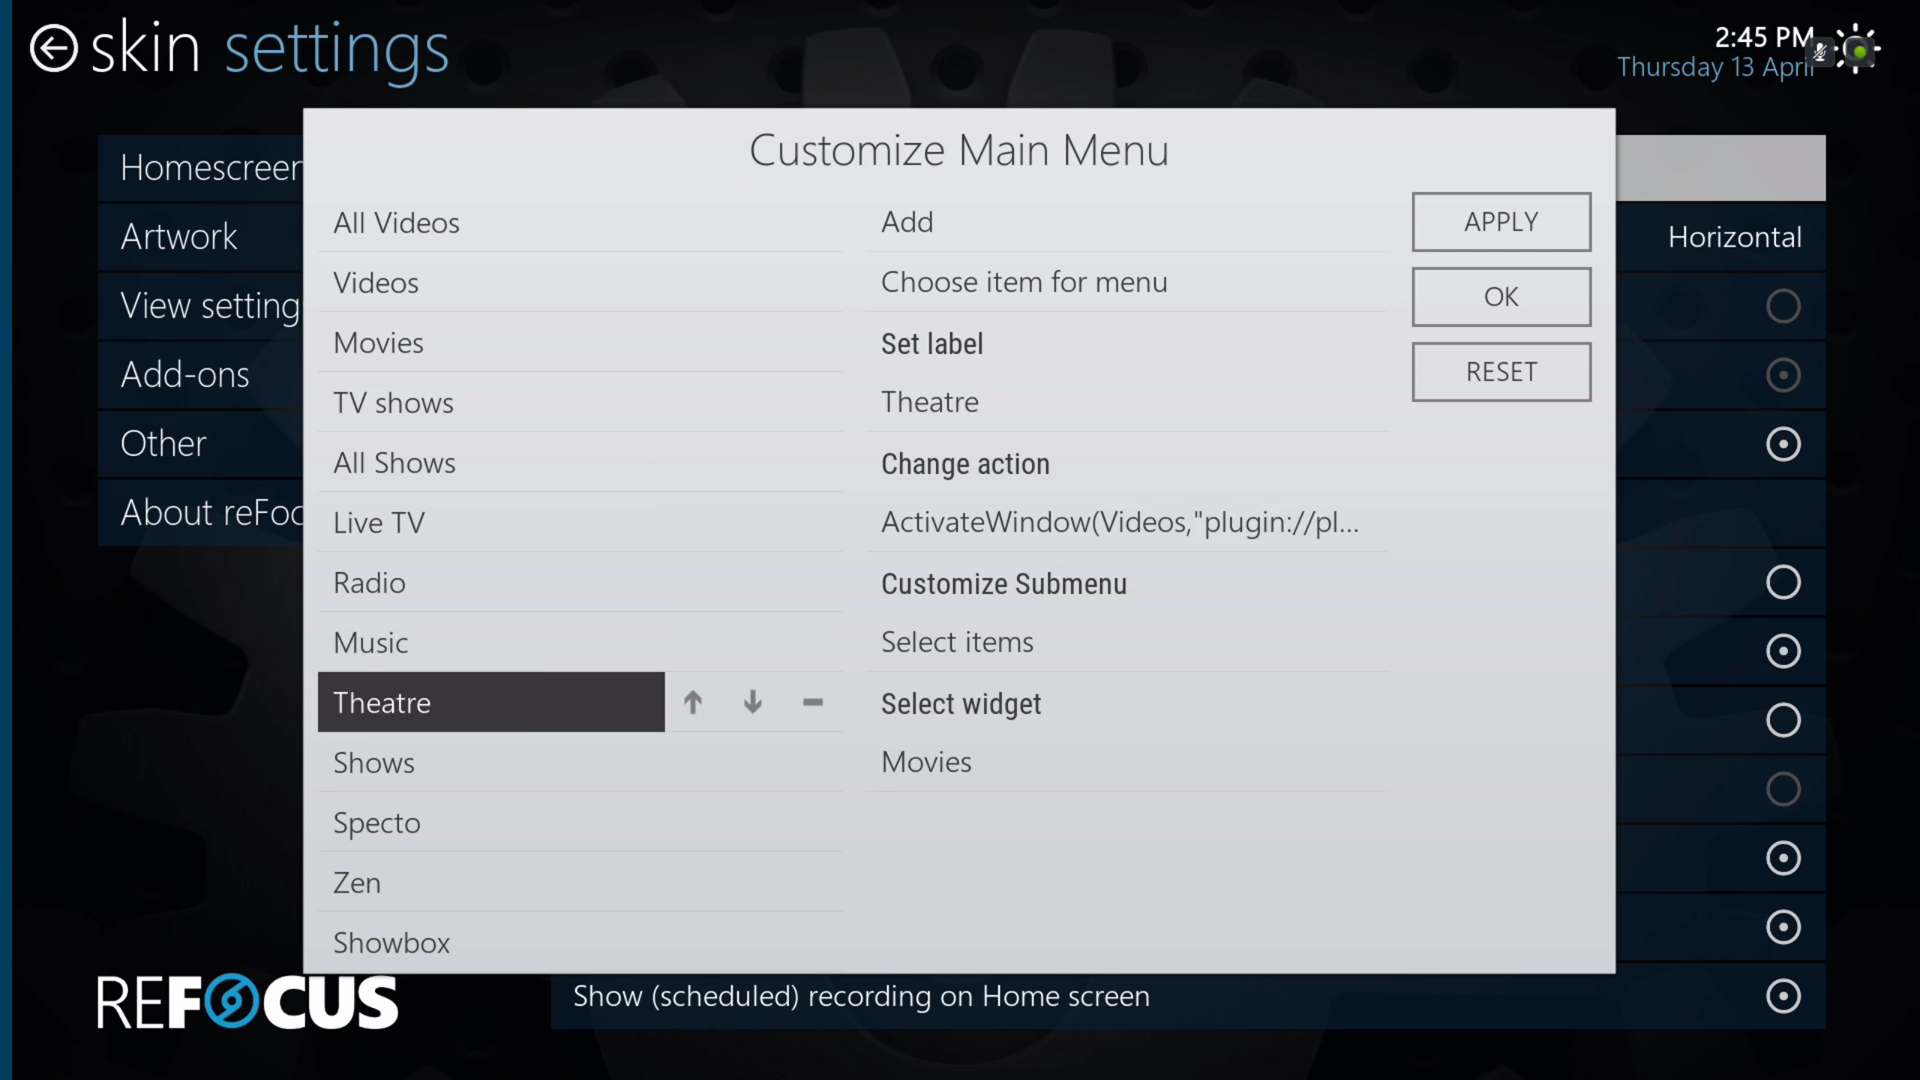 skin settings
2:45 PM
Thursday 13 April
Homescreen
Artwork
View setting
Add-ons
Other
About reFoc
Customize Main Menu
All Videos
Videos
Movies
TV shows
All Shows
Live TV
Radio
Music
Theatre
Shows
Specto
Zen
Showbox
Add
Choose item for menu
Set label
Theatre
Change action
ActivateWindow(Videos,"plugin://pl...
Customize Submenu
Select items
Select widget
Movies
APPLY
OK
RESET
Horizontal
REFOCUS
Show (scheduled) recording on Home screen